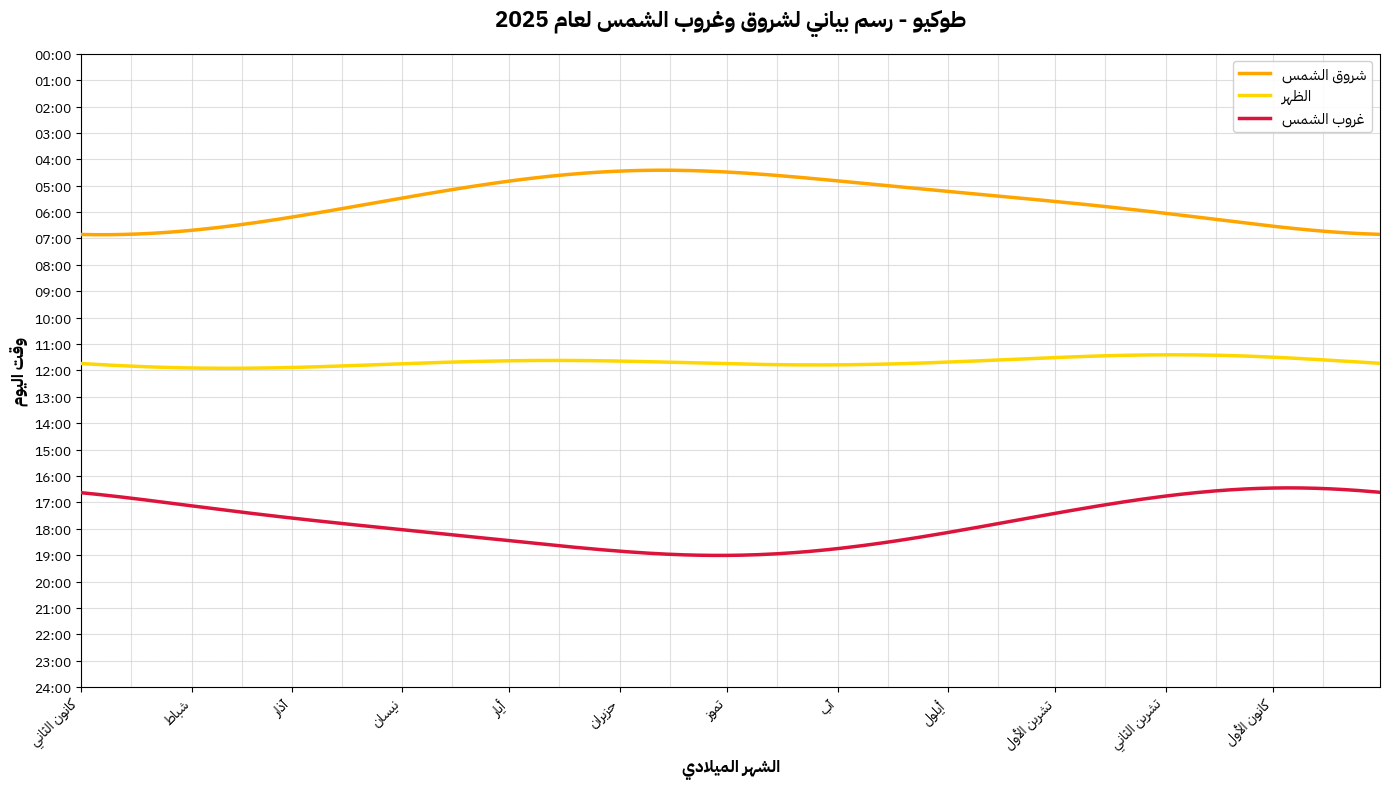 طوكيو - رسم بياني لشروق وغروب الشمس لعام 2025
شروق الشمس
الظهر
غروب الشمس
وقت اليوم
00:00
01:00
02:00
03:00
04:00
05:00
06:00
07:00
08:00
09:00
10:00
11:00
12:00
13:00
14:00
15:00
16:00
17:00
18:00
19:00
20:00
21:00
22:00
23:00
24:00
كانون الثاني
شباط
آذار
نيسان
أيار
حزيران
تموز
آب
أيلول
تشرين الأول
تشرين الثاني
كانون الأول
الشهر الميلادي